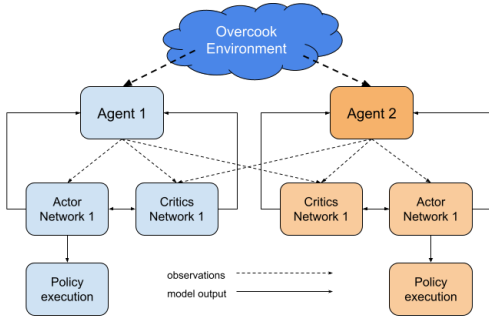 Overcook
Environment
Agent 1
Agent 2
Actor
Network 1
Critics
Network 1
Critics
Network 1
Actor
Network 1
Policy
execution
Policy
execution
observations
model output